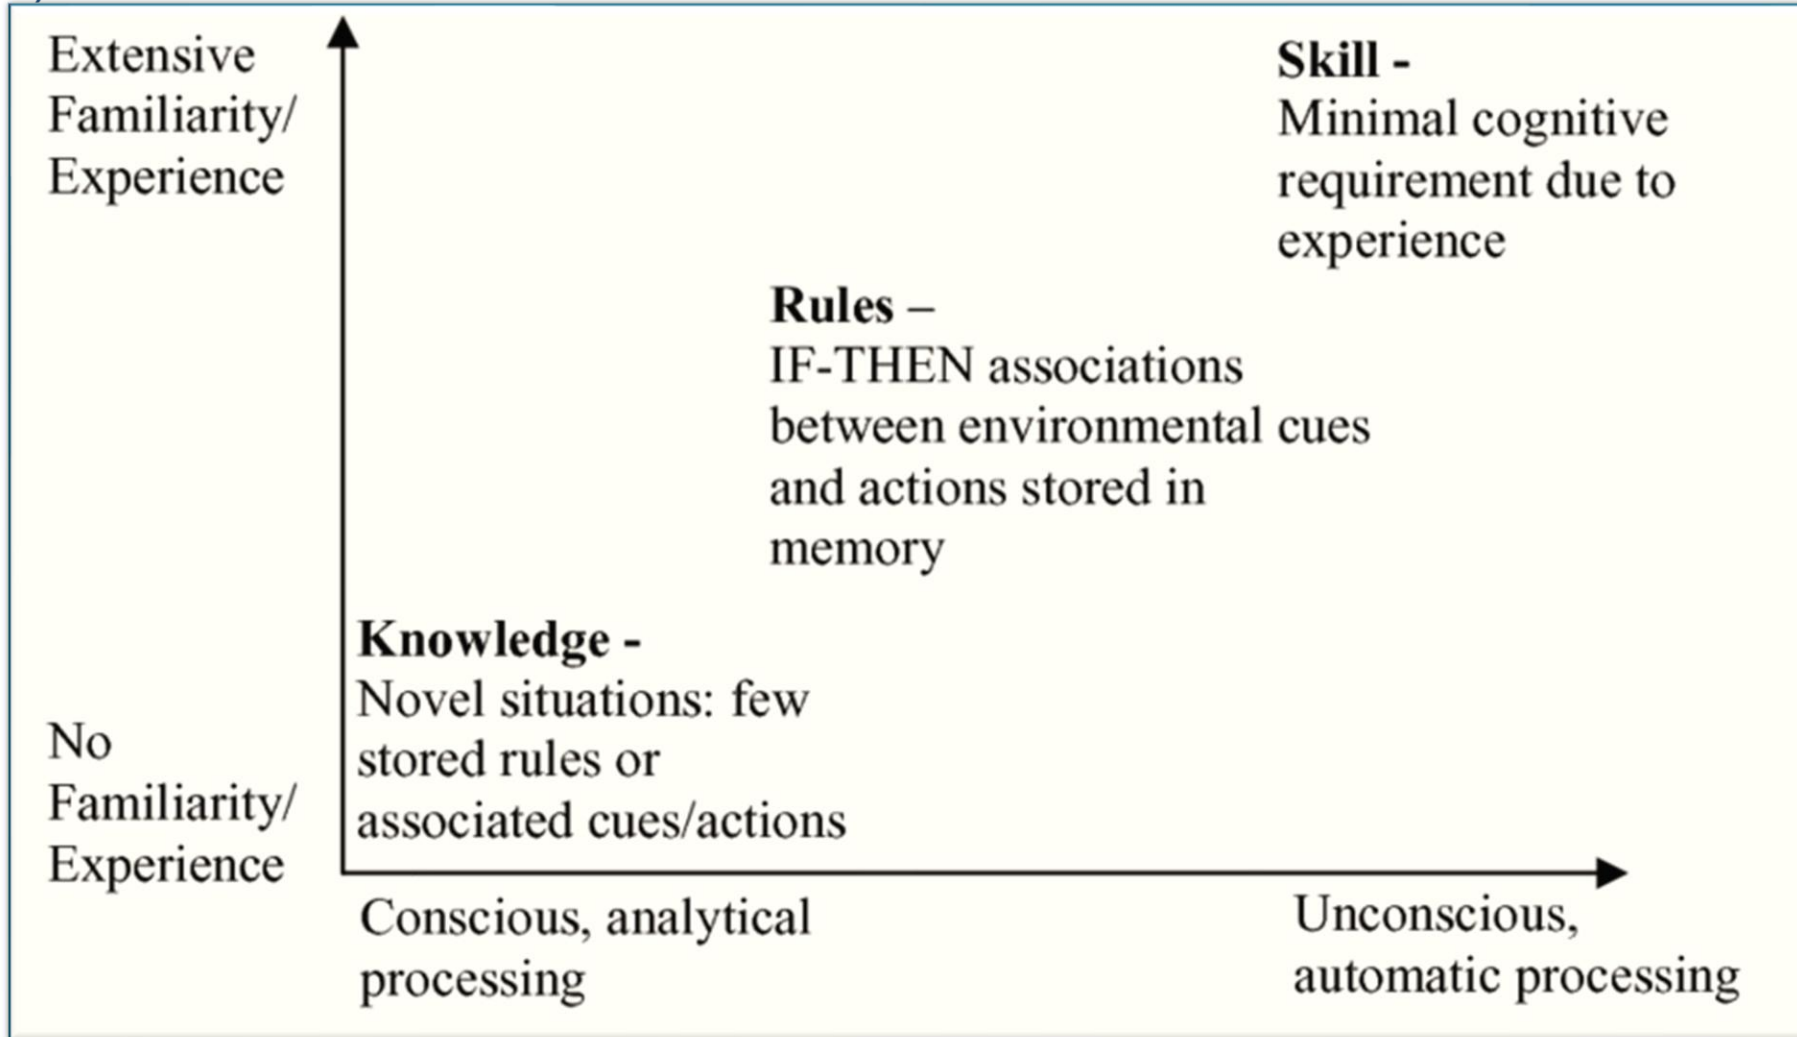 Extensive
Familiarity/
Experience
Skill -
Minimal cognitive
requirement due to
experience
Rules –
IF-THEN associations
between environmental cues
and actions stored in
memory
Knowledge -
Novel situations: few
stored rules or
associated cues/actions
No
Familiarity/
Experience
Conscious, analytical
processing
Unconscious,
automatic processing